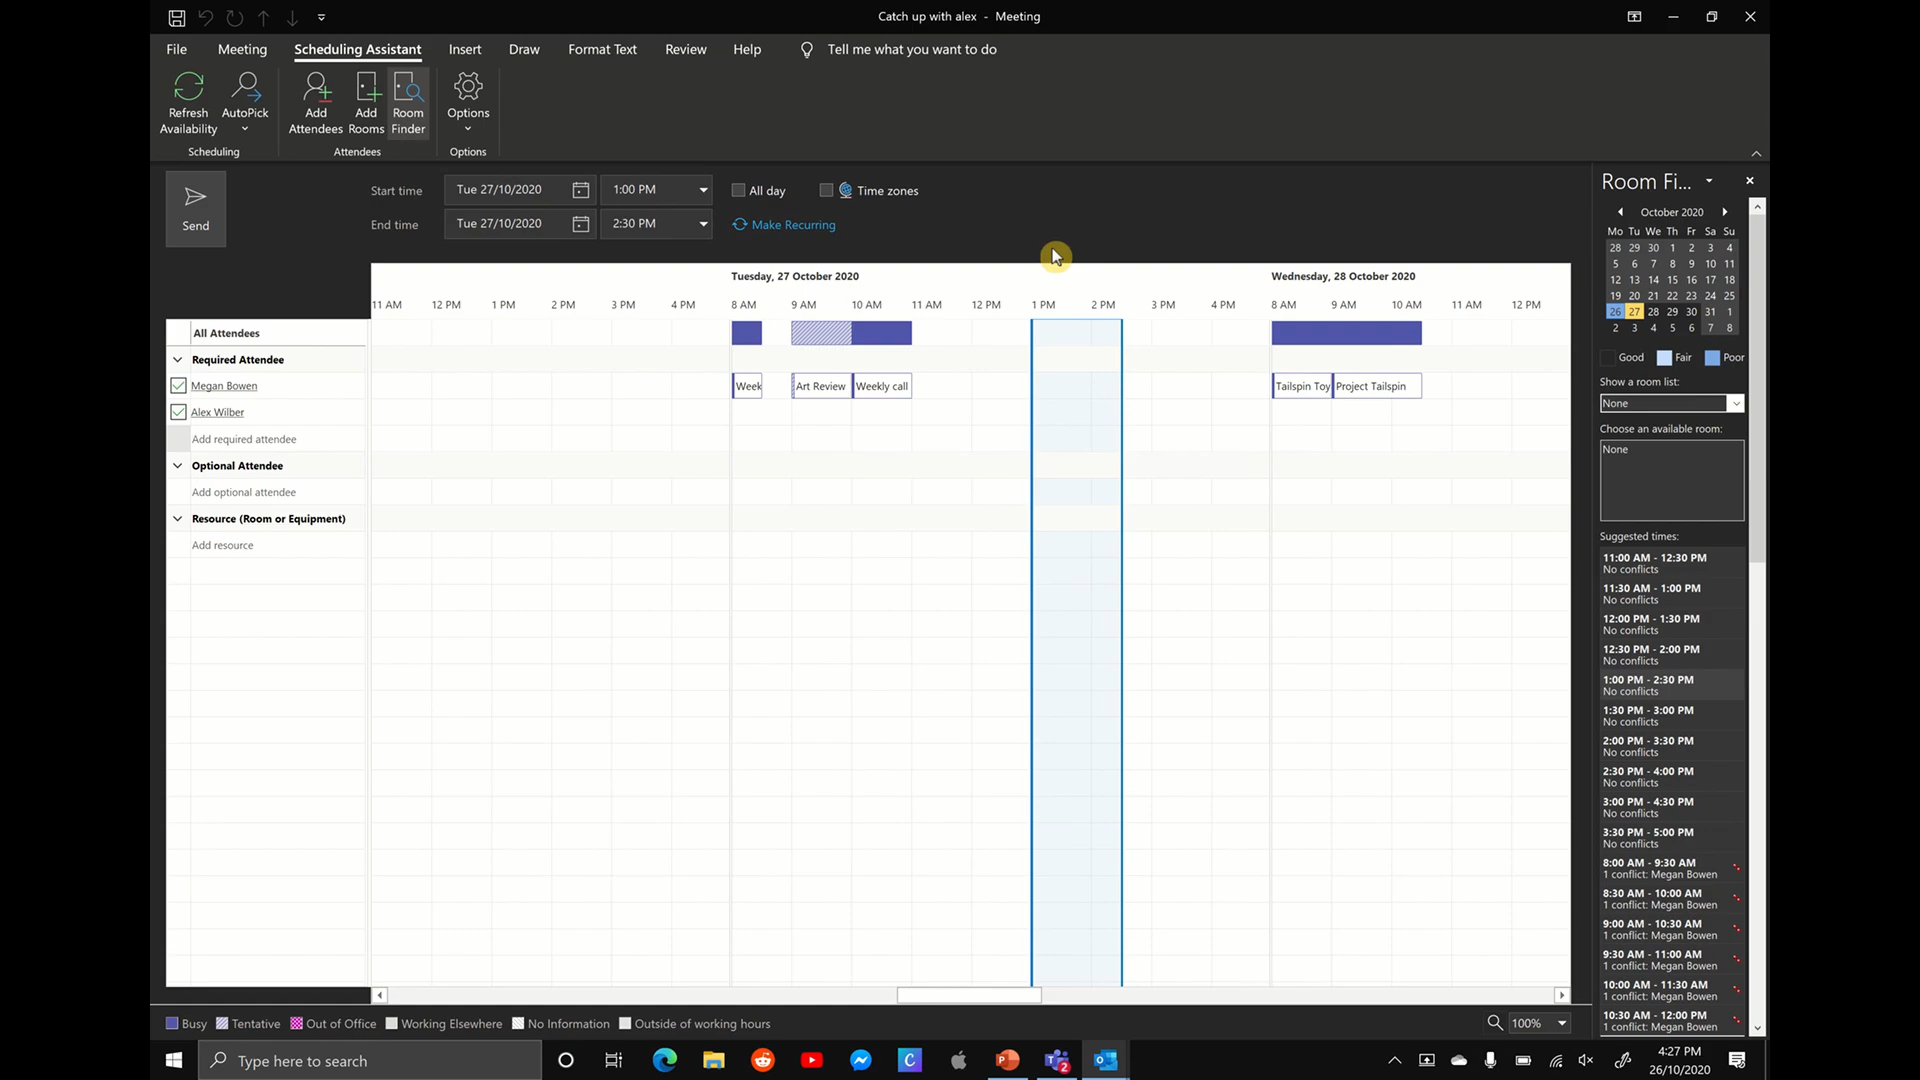 Catch up with alex - Meeting
File Meeting Scheduling Assistant Insert Draw Format Text Review Help Tell me what you want to do
Refresh Availability
AutoPick
Add Attendees
Add Rooms
Room Finder
Options
Scheduling
Attendees
Options
Send
Start time Tue 27/10/2020 1:00 PM All day Time zones
End time Tue 27/10/2020 2:30 PM Make Recurring
Tuesday, 27 October 2020 Wednesday, 28 October 2020
11 AM 12 PM 1 PM 2 PM 3 PM 4 PM 8 AM 9 AM 10 AM 11 AM 12 PM 1 PM 2 PM 3 PM 4 PM 8 AM 9 AM 10 AM 11 AM 12 PM
All Attendees
Required Attendee
Megan Bowen Week Art Review Weekly call Tailspin Toy Project Tailspin
Alex Wilber
Add required attendee
Optional Attendee
Add optional attendee
Resource (Room or Equipment)
Add resource
Busy Tentative Out of Office Working Elsewhere No Information Outside of working hours
100%
Room Fi...
October 2020
Mo Tu We Th Fr Sa Su
28 29 30 1 2 3 4
5 6 7 8 9 10 11
12 13 14 15 16 17 18
19 20 21 22 23 24 25
26 27 28 29 30 31 1
2 3 4 5 6 7 8
Good Fair Poor
Show a room list:
None
Choose an available room:
None
Suggested times:
11:00 AM - 12:30 PM
No conflicts
11:30 AM - 1:00 PM
No conflicts
12:00 PM - 1:30 PM
No conflicts
12:30 PM - 2:00 PM
No conflicts
1:00 PM - 2:30 PM
No conflicts
1:30 PM - 3:00 PM
No conflicts
2:00 PM - 3:30 PM
No conflicts
2:30 PM - 4:00 PM
No conflicts
3:00 PM - 4:30 PM
No conflicts
3:30 PM - 5:00 PM
No conflicts
8:00 AM - 9:30 AM
1 conflict: Megan Bowen
8:30 AM - 10:00 AM
1 conflict: Megan Bowen
9:00 AM - 10:30 AM
1 conflict: Megan Bowen
9:30 AM - 11:00 AM
1 conflict: Megan Bowen
10:00 AM - 11:30 AM
1 conflict: Megan Bowen
10:30 AM - 12:00 PM
1 conflict: Megan Bowen
Type here to search
2
4:27 PM
26/10/2020